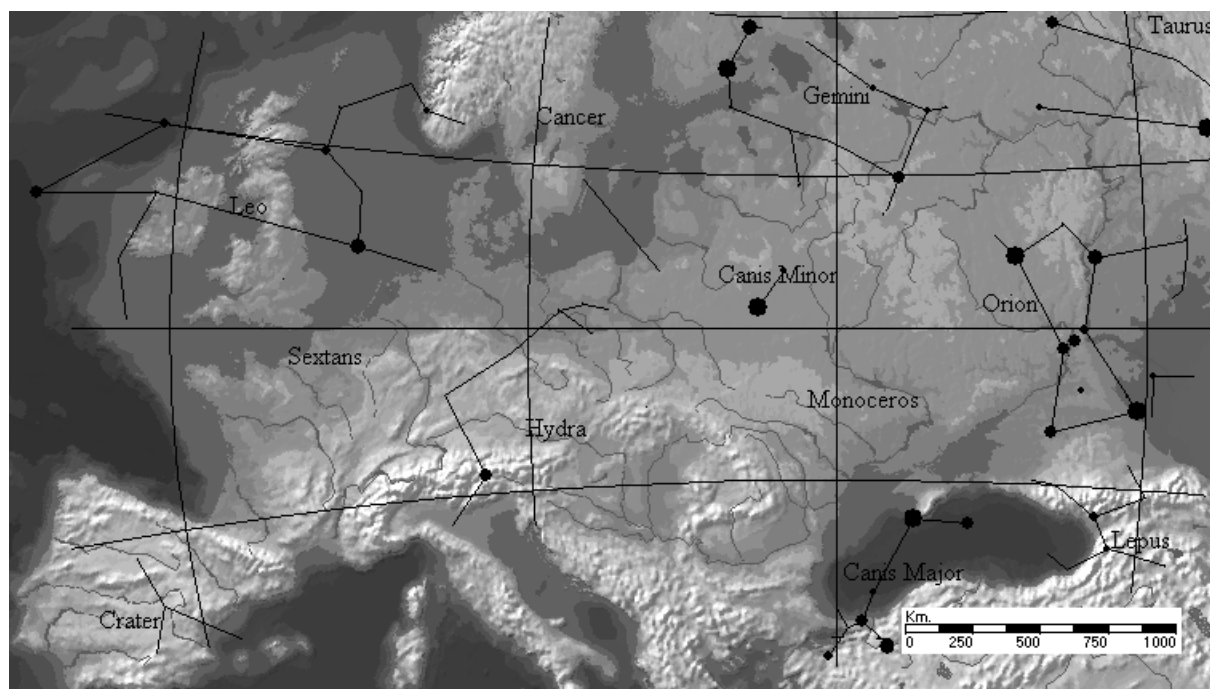 Taurus
Gemini
Cancer
Leo
Canis Minor
Orion
Sextans
Monoceros
Hydra
Lepus
Canis Major
Crater
Km.
0 250 500 750 1000